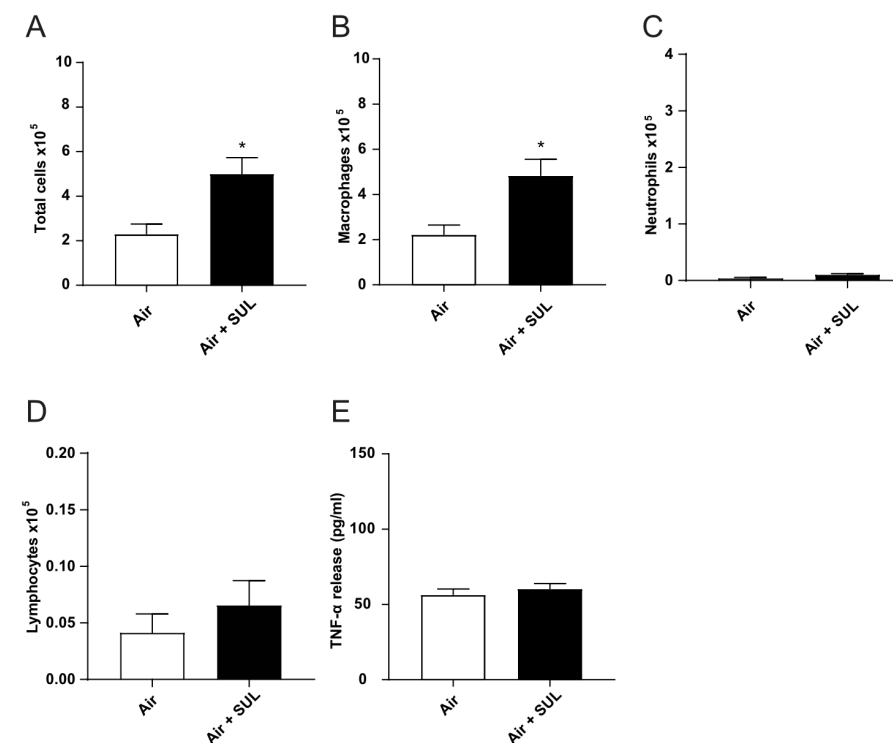 A
Total cells x10⁵
10
8
6
4
2
0
*
Air
Air + SUL
B
Macrophages x10⁵
10
8
6
4
2
0
*
Air
Air + SUL
C
Neutrophils x10⁵
4
3
2
1
0
Air
Air + SUL
D
Lymphocytes x10⁵
0.20
0.15
0.10
0.05
0.00
Air
Air + SUL
E
TNF-α release (pg/ml)
150
100
50
0
Air
Air + SUL